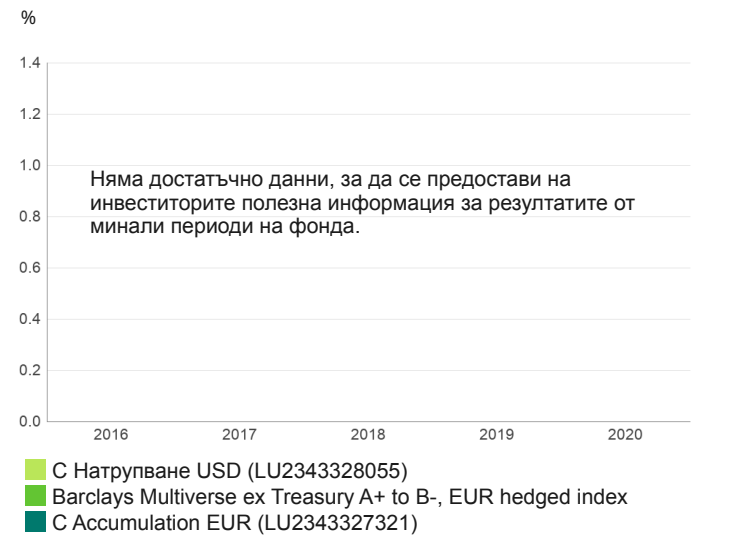 %
1.4
1.2
1.0
Няма достатъчно данни, за да се предостави на
инвеститорите полезна информация за резултатите от
минали периоди на фонда.
0.8
0.6
0.4
0.2
0.0
2016 2017 2018 2019 2020
C Натрупване USD (LU2343328055)
Barclays Multiverse ex Treasury A+ to B-, EUR hedged index
C Accumulation EUR (LU2343327321)